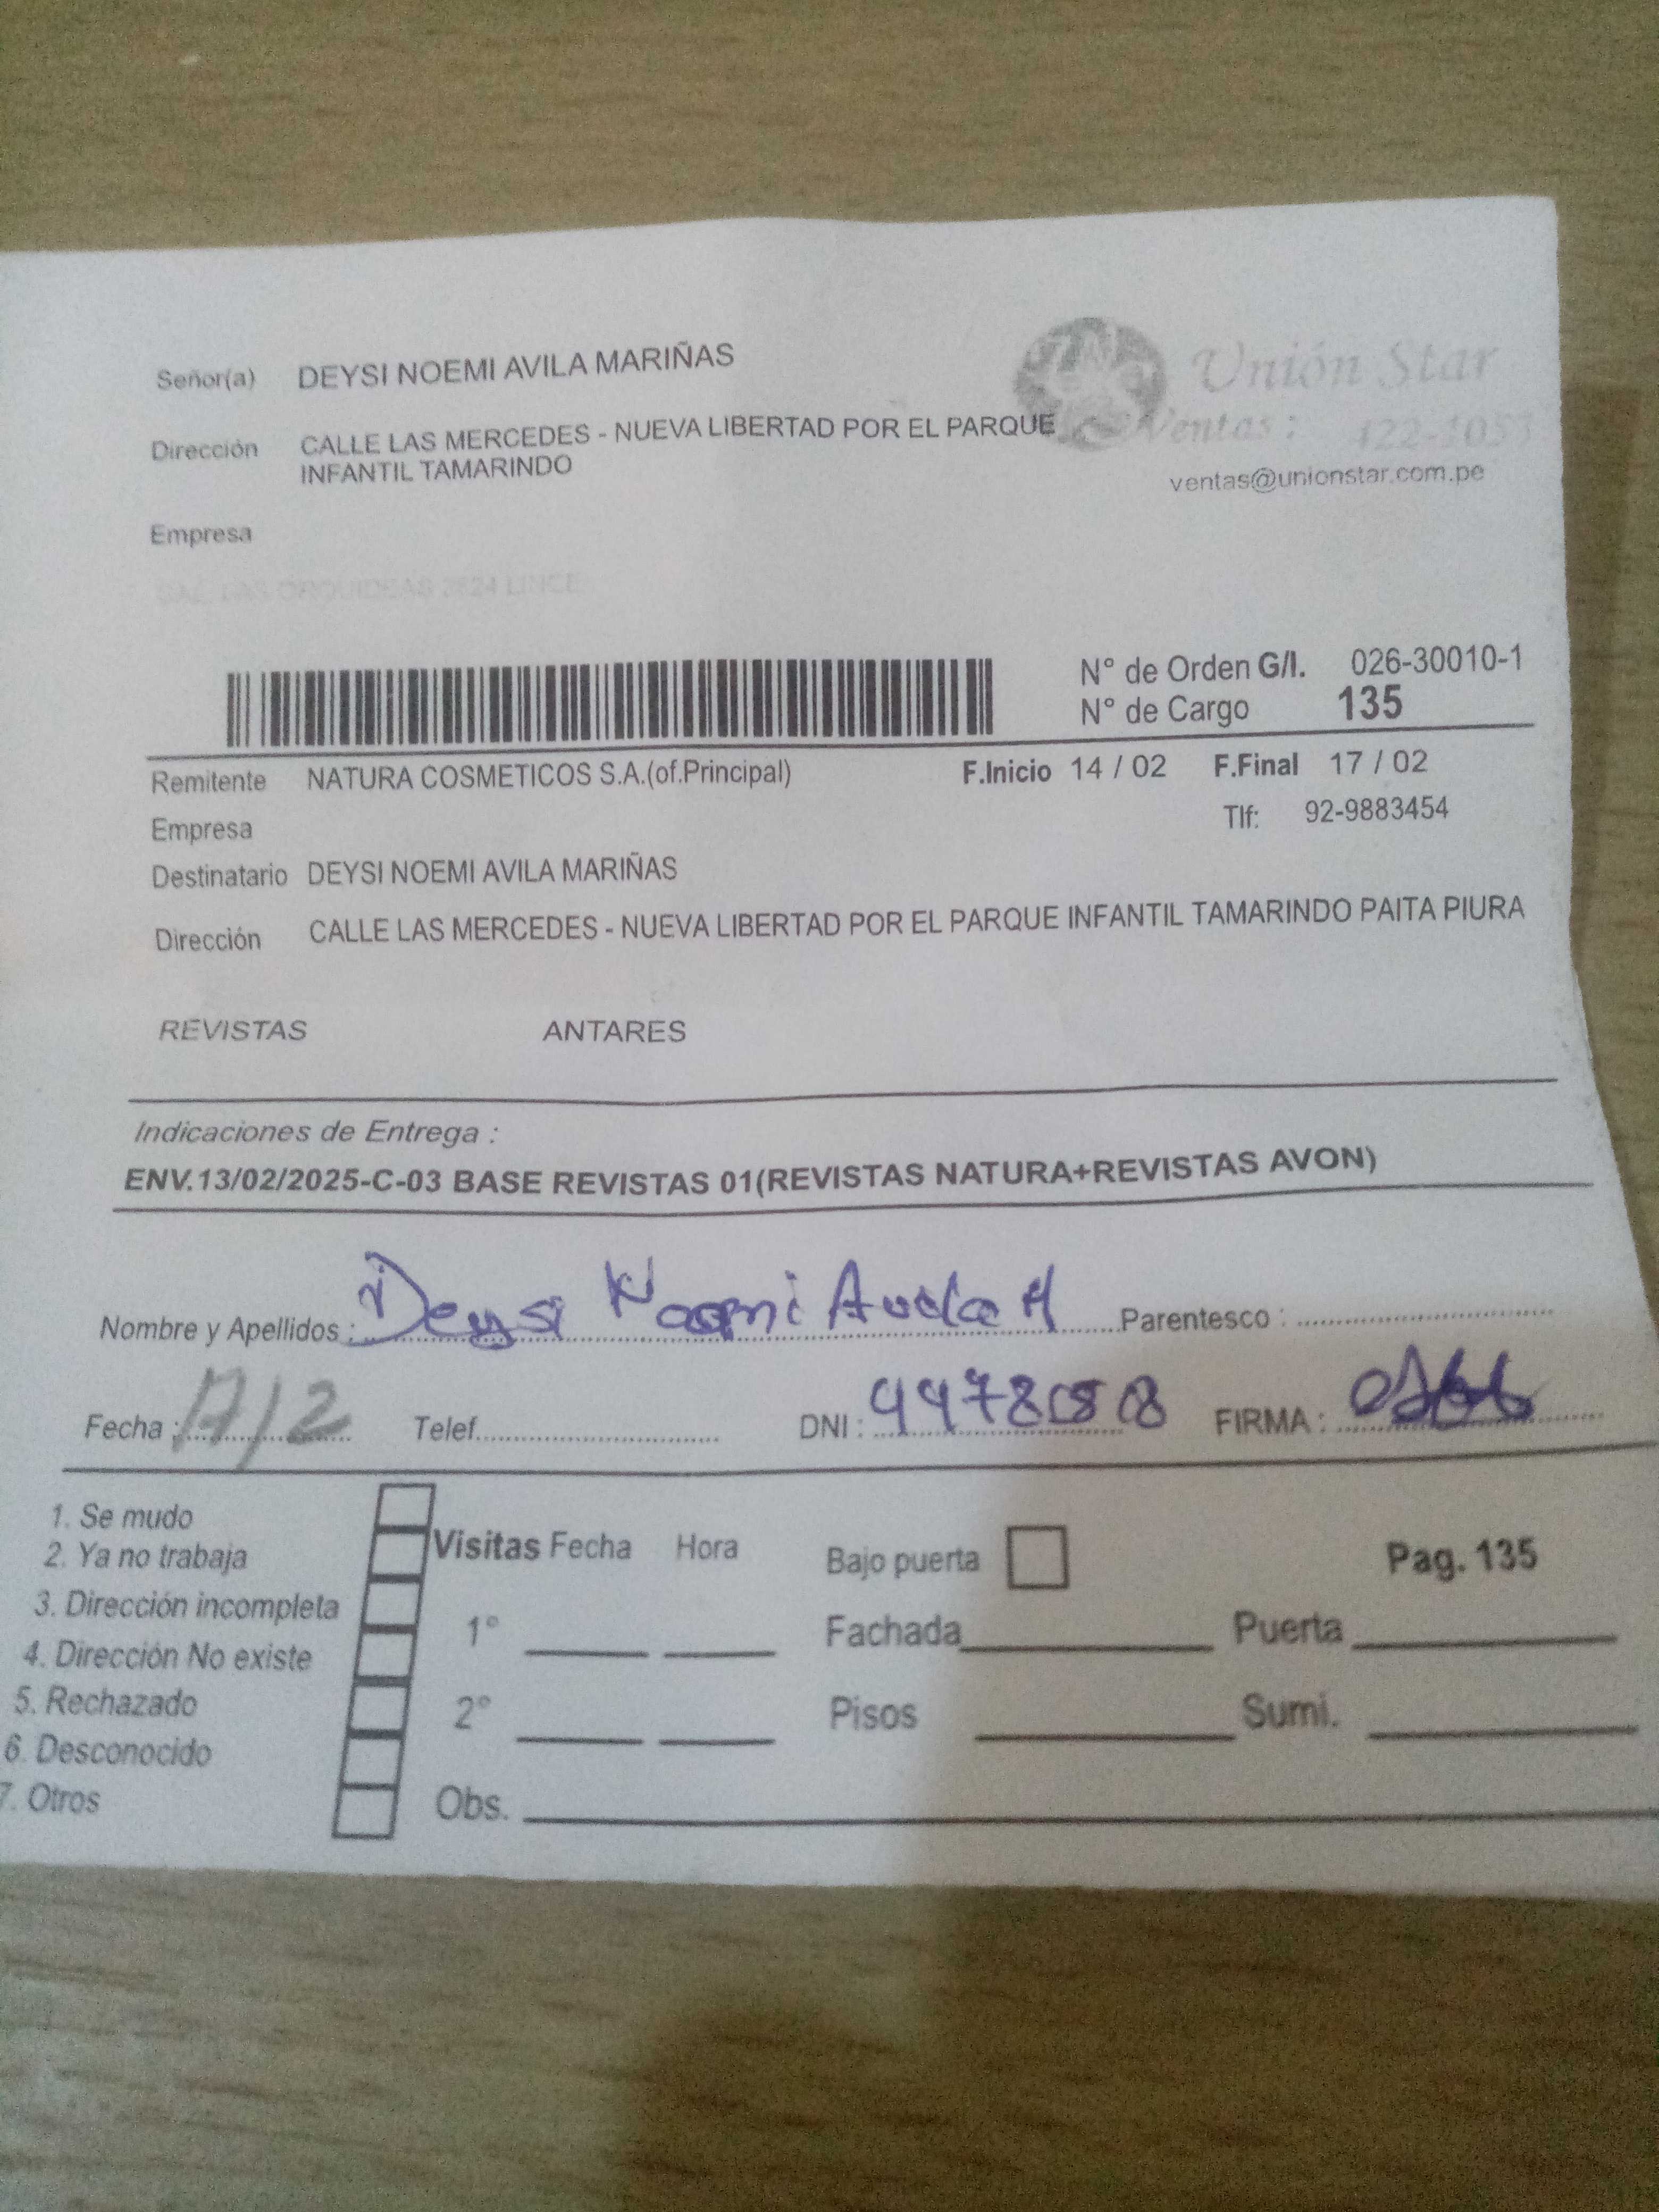 Señor(a) DEYSI NOEMI AVILA MARIÑAS
Unión Star
Dirección CALLE LAS MERCEDES - NUEVA LIBERTAD POR EL PARQUE
INFANTIL TAMARINDO
Ventas: 422-1053
ventas@unionstar.com.pe
Empresa
CAL. LAS ORQUIDEAS 2624 LINCE
N° de Orden G/I. 026-30010-1
N° de Cargo 135
Remitente NATURA COSMETICOS S.A.(of.Principal) F.Inicio 14 / 02 F.Final 17 / 02
Empresa Tlf: 92-9883454
Destinatario DEYSI NOEMI AVILA MARIÑAS
Dirección CALLE LAS MERCEDES - NUEVA LIBERTAD POR EL PARQUE INFANTIL TAMARINDO PAITA PIURA
REVISTAS ANTARES
Indicaciones de Entrega :
ENV.13/02/2025-C-03 BASE REVISTAS 01(REVISTAS NATURA+REVISTAS AVON)
Nombre y Apellidos : Deysi Noemi Avila M Parentesco :
Fecha : 17/2 Telef. DNI : FIRMA :
1. Se mudo
2. Ya no trabaja
3. Dirección incompleta
4. Dirección No existe
5. Rechazado
6. Desconocido
7. Otros
Visitas Fecha Hora
1°
2°
Obs.
Bajo puerta Pag. 135
Fachada Puerta
Pisos Sumi.